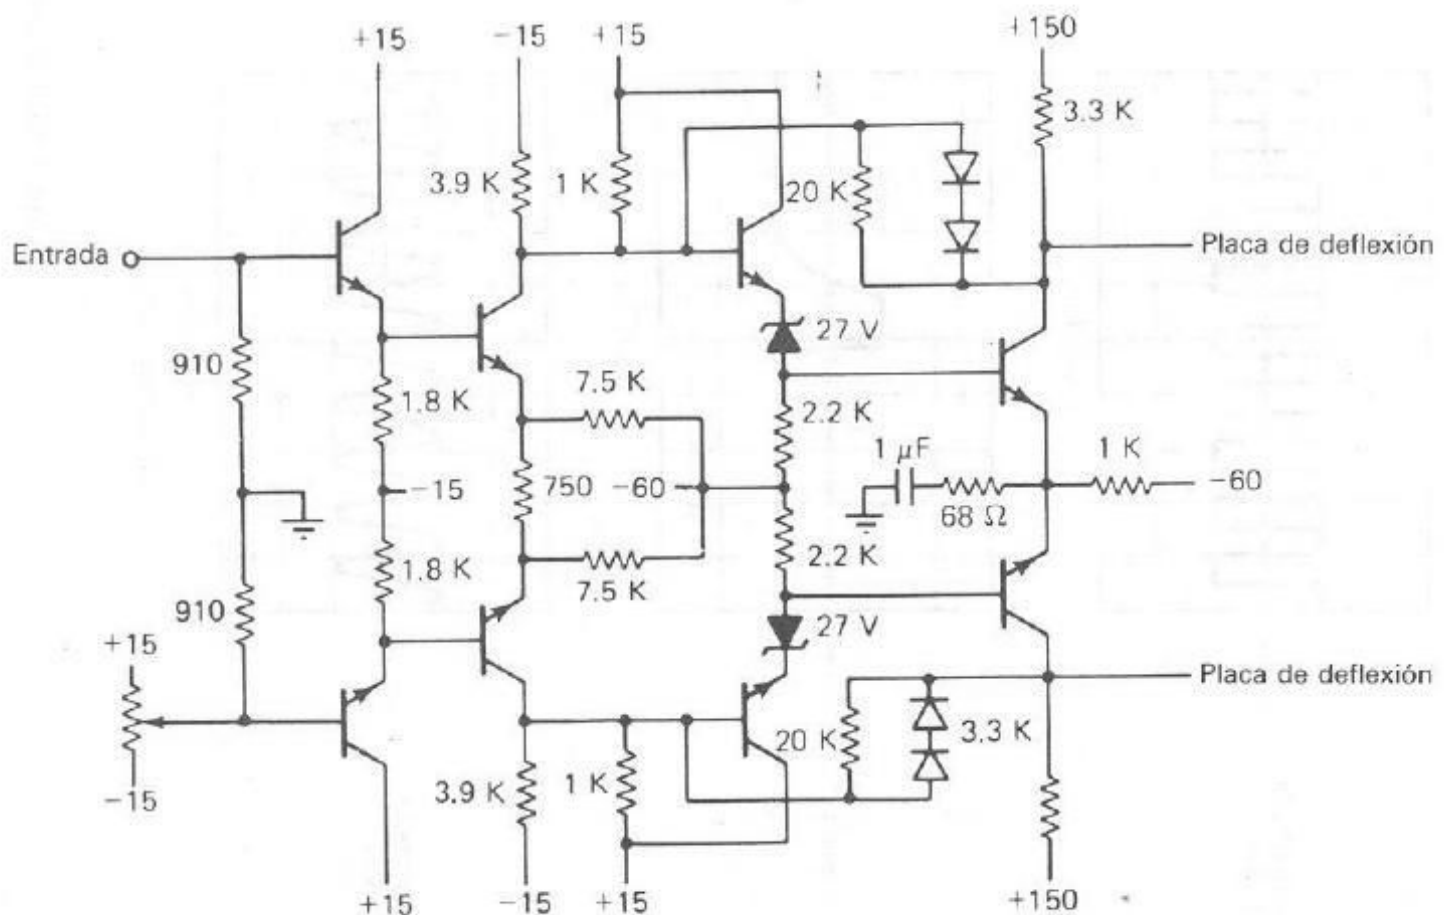 +15
−15
+15
+150
3.3 K
3.9 K
1 K
20 K
Entrada
Placa de deflexión
27 V
910
7.5 K
1.8 K
2.2 K
1 µF
1 K
−15
750
−60
−60
68 Ω
2.2 K
1.8 K
7.5 K
910
27 V
+15
Placa de deflexión
20 K
3.3 K
−15
3.9 K
1 K
+15
−15
+15
+150